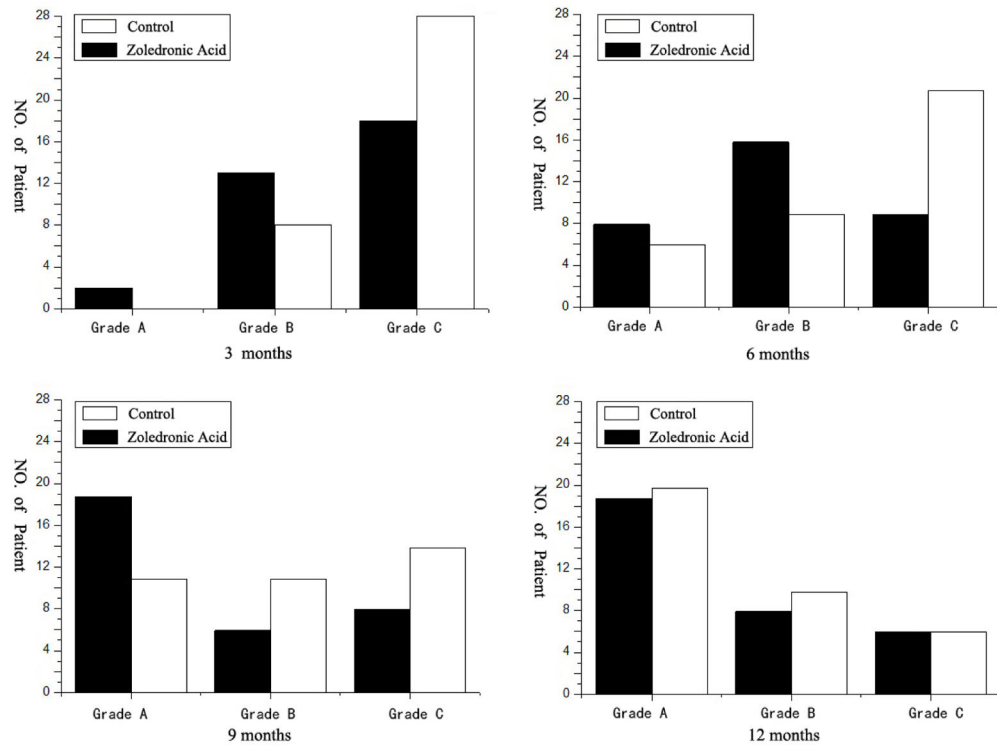 28
24
20
16
12
8
4
0
NO. of Patient
Control
Zoledronic Acid
Grade A Grade B Grade C
3 months
28
24
20
16
12
8
4
0
NO. of Patient
Control
Zoledronic Acid
Grade A Grade B Grade C
6 months
28
24
20
16
12
8
4
0
NO. of Patient
Control
Zoledronic Acid
Grade A Grade B Grade C
9 months
28
24
20
16
12
8
4
0
NO. of Patient
Control
Zoledronic Acid
Grade A Grade B Grade C
12 months